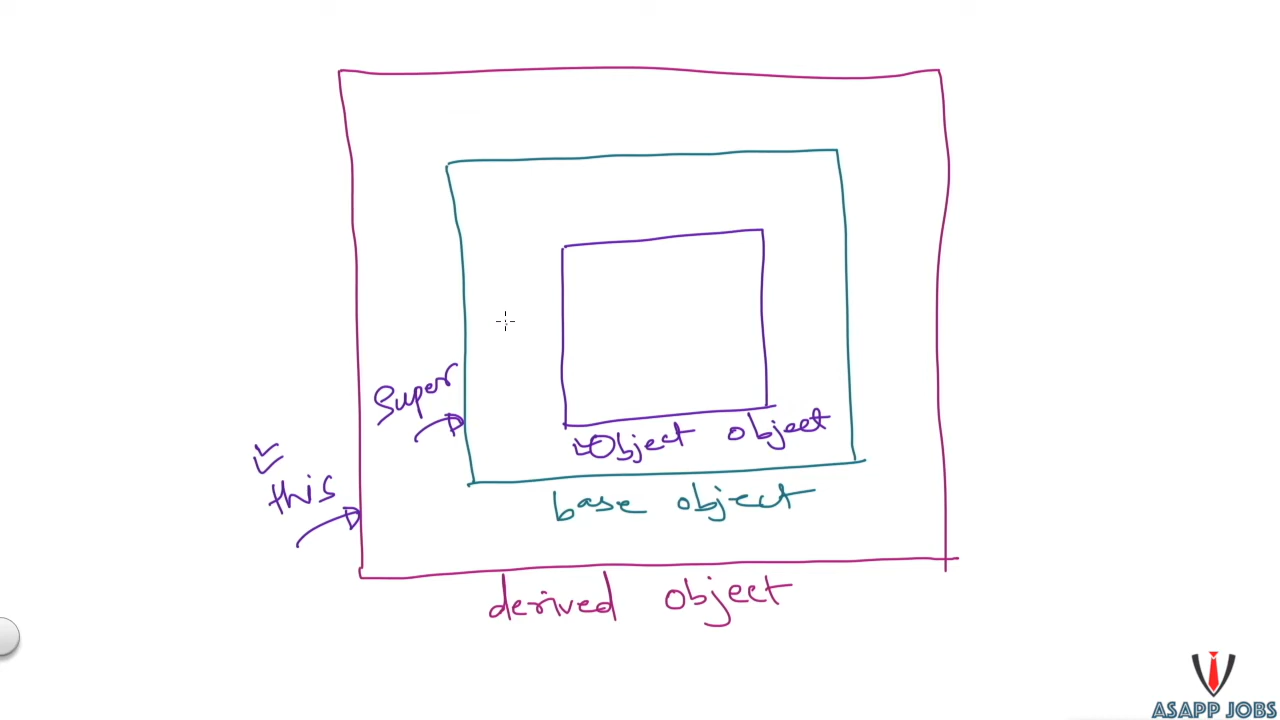 Super
Object object
this
base object
derived object
ASAPP JOBS